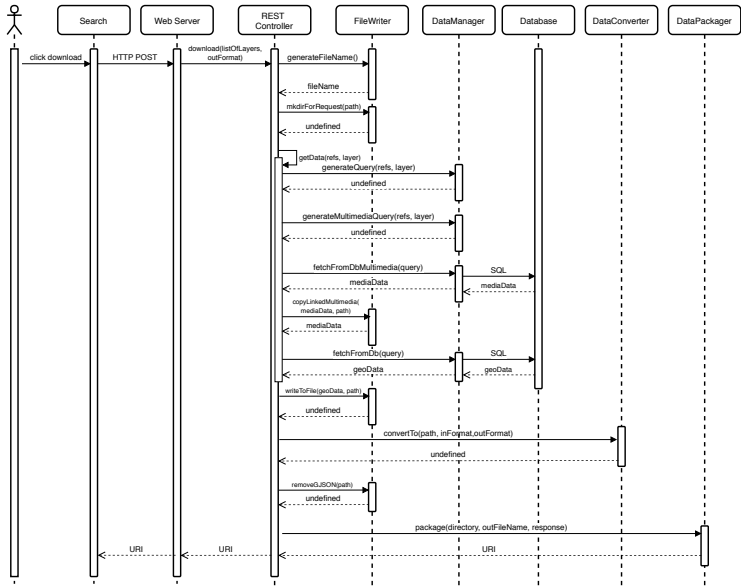 Search
Web Server
REST
Controller
FileWriter
DataManager
Database
DataConverter
DataPackager
click download
HTTP POST
download(listOfLayers,
outFormat)
generateFileName()
fileName
mkdirForRequest(path)
undefined
getData(refs, layer)
generateQuery(refs, layer)
undefined
generateMultimediaQuery(refs, layer)
undefined
fetchFromDbMultimedia(query)
SQL
mediaData
mediaData
copyLinkedMultimedia(
mediaData, path)
mediaData
fetchFromDb(query)
SQL
geoData
geoData
writeToFile(geoData, path)
undefined
convertTo(path, inFormat,outFormat)
undefined
removeGJSON(path)
undefined
package(directory, outFileName, response)
URI
URI
URI